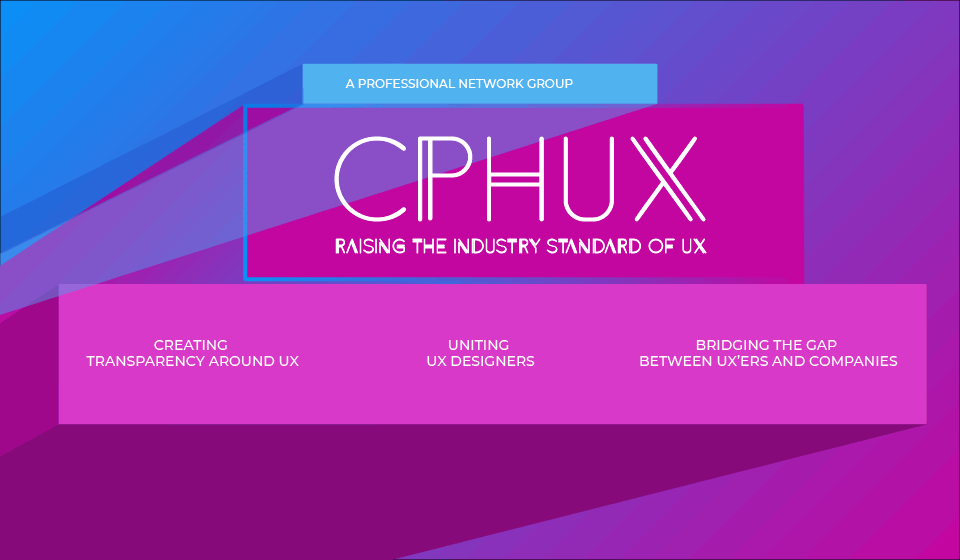 A PROFESSIONAL NETWORK GROUP
CPHUX
RAISING THE INDUSTRY STANDARD OF UX
CREATING
TRANSPARENCY AROUND UX
UNITING
UX DESIGNERS
BRIDGING THE GAP
BETWEEN UX’ERS AND COMPANIES